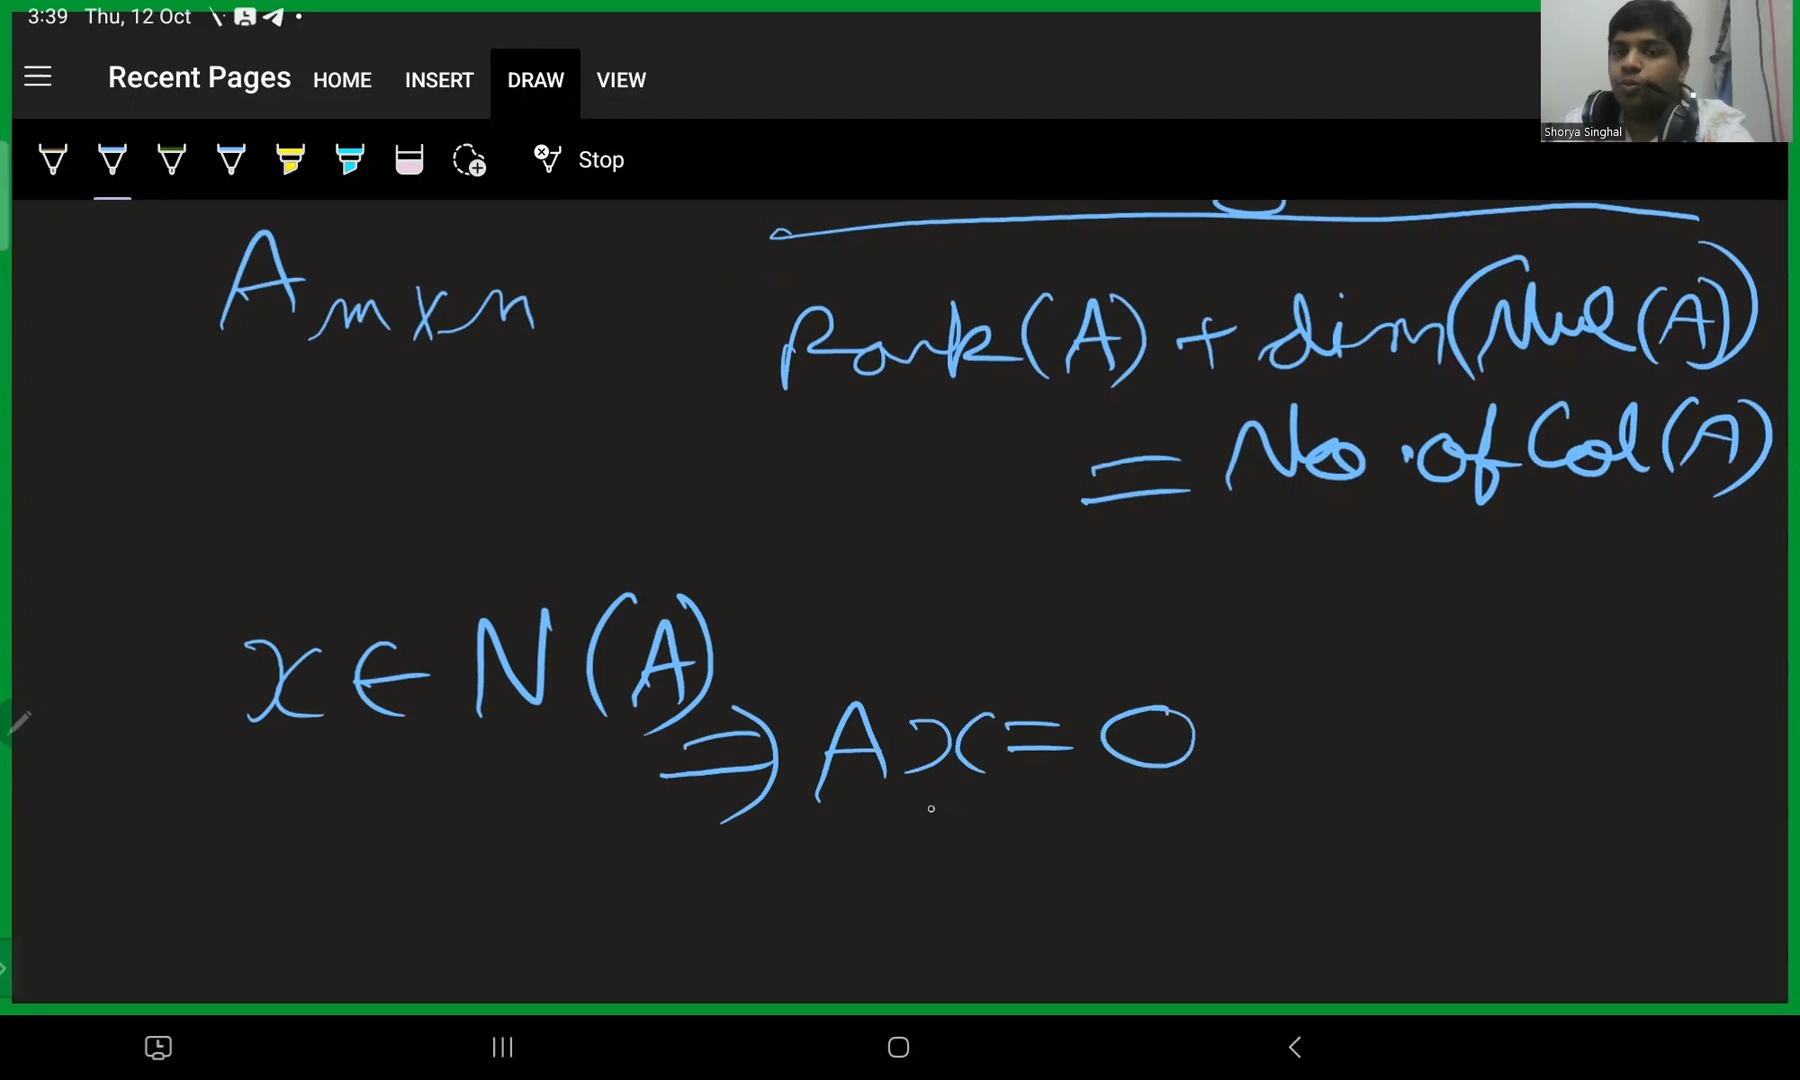 3:39 Thu, 12 Oct
Recent Pages HOME INSERT DRAW VIEW
Stop
Shorya Singhal
A m×n
Rank(A) + dim(Nul(A))
= No. of Col(A)
x ∈ N(A)
⇒ Ax = 0